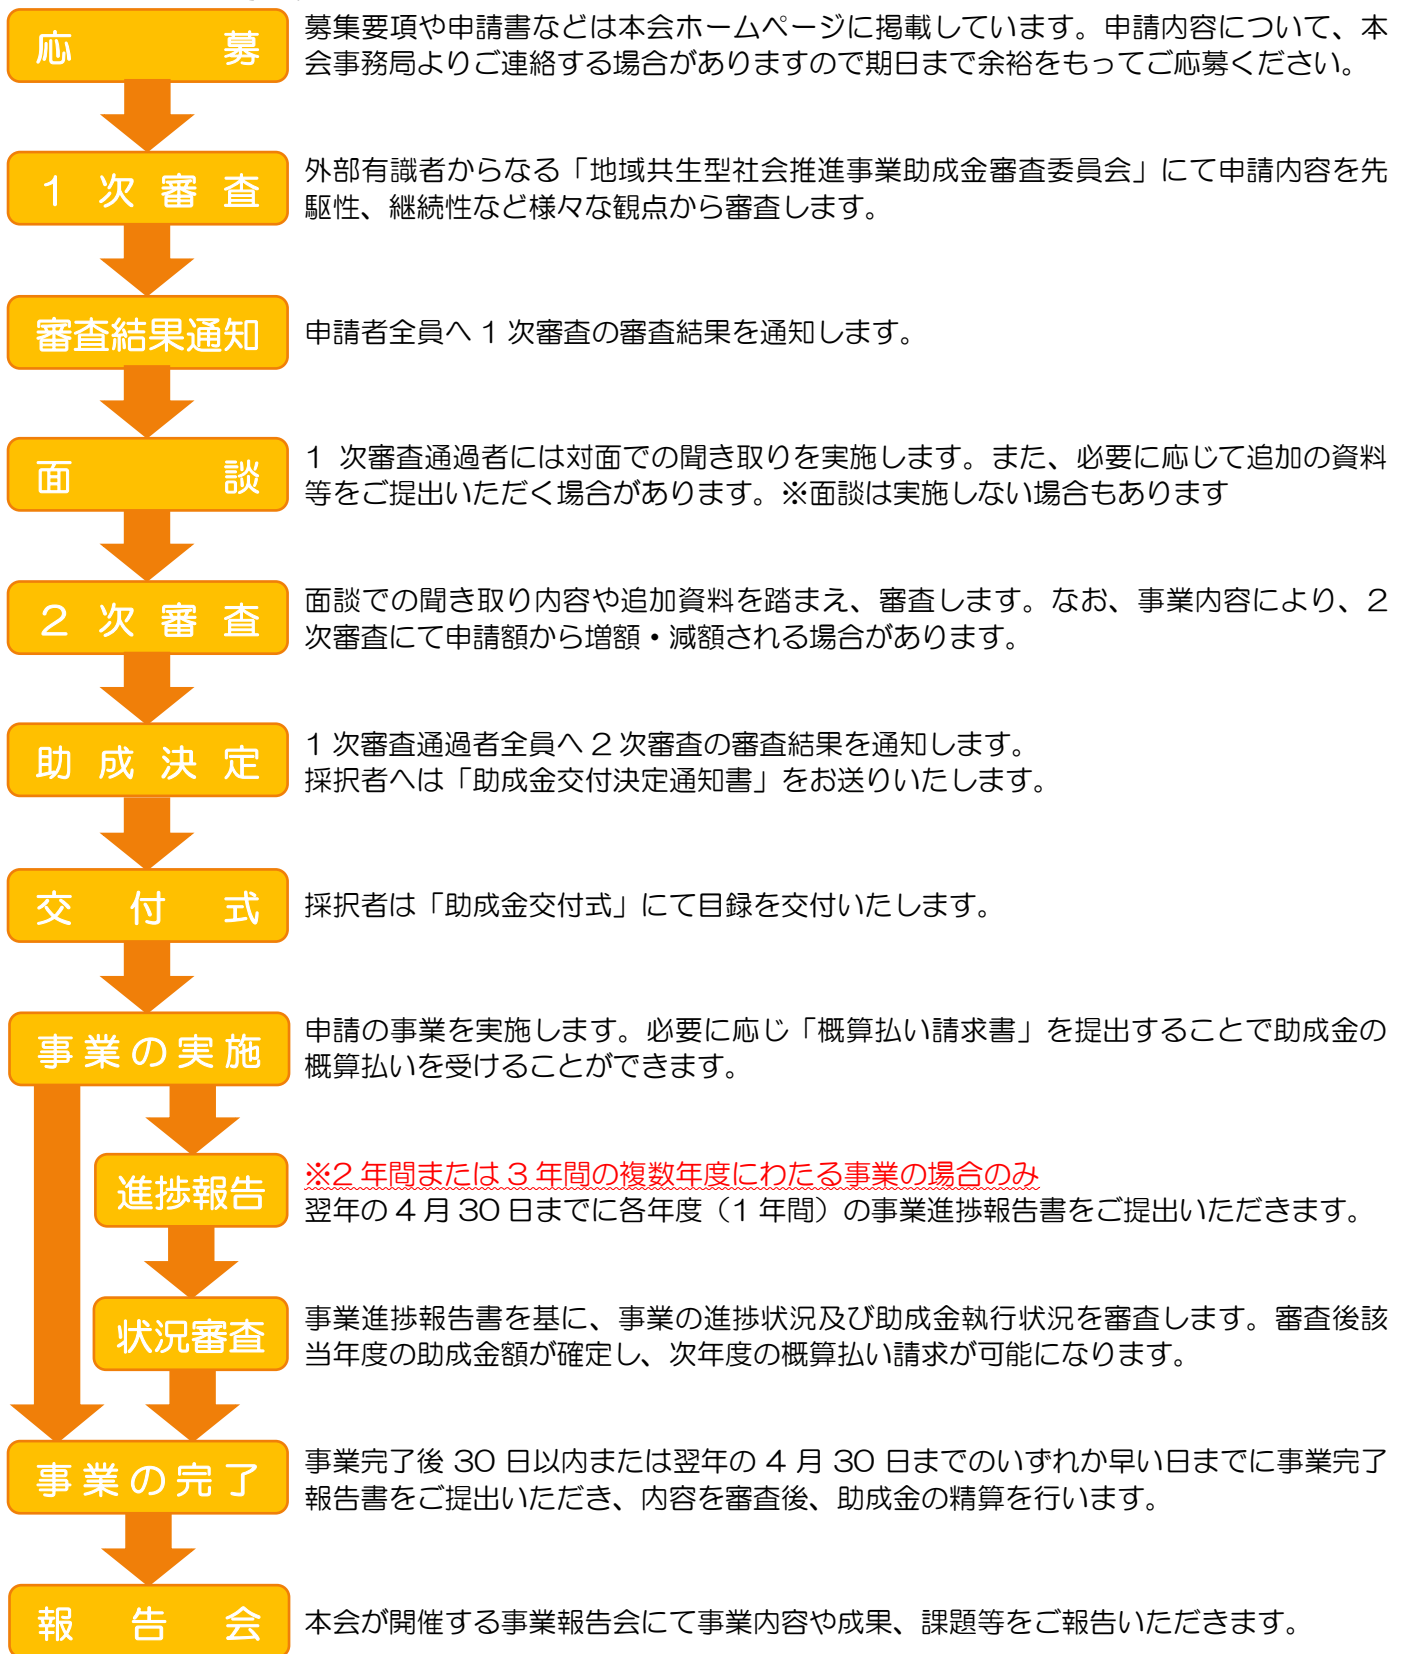 応募
募集要項や申請書などは本会ホームページに掲載しています。申請内容について、本
会事務局よりご連絡する場合がありますので期日まで余裕をもってご応募ください。
1次審査
外部有識者からなる「地域共生型社会推進事業助成金審査委員会」にて申請内容を先
駆性、継続性など様々な観点から審査します。
審査結果通知
申請者全員へ1次審査の審査結果を通知します。
面談
1 次審査通過者には対面での聞き取りを実施します。また、必要に応じて追加の資料
等をご提出いただく場合があります。※面談は実施しない場合もあります
2次審査
面談での聞き取り内容や追加資料を踏まえ、審査します。なお、事業内容により、2
次審査にて申請額から増額・減額される場合があります。
助成決定
1次審査通過者全員へ2次審査の審査結果を通知します。
採択者へは「助成金交付決定通知書」をお送りいたします。
交付式
採択者は「助成金交付式」にて目録を交付いたします。
事業の実施
申請の事業を実施します。必要に応じ「概算払い請求書」を提出することで助成金の
概算払いを受けることができます。
進捗報告
※2年間または3年間の複数年度にわたる事業の場合のみ
翌年の4月30日までに各年度（1年間）の事業進捗報告書をご提出いただきます。
状況審査
事業進捗報告書を基に、事業の進捗状況及び助成金執行状況を審査します。審査後該
当年度の助成金額が確定し、次年度の概算払い請求が可能になります。
事業の完了
事業完了後 30 日以内または翌年の 4 月 30 日までのいずれか早い日までに事業完了
報告書をご提出いただき、内容を審査後、助成金の精算を行います。
報告会
本会が開催する事業報告会にて事業内容や成果、課題等をご報告いただきます。